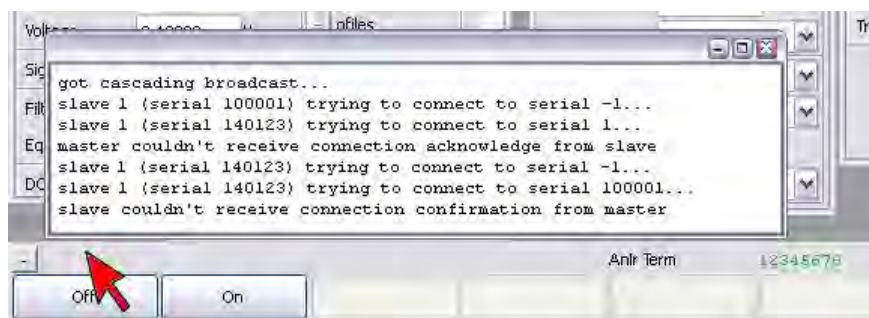 ofiles
got cascading broadcast...
slave 1 (serial 100001) trying to connect to serial -1...
slave 1 (serial 140123) trying to connect to serial 1...
master couldn't receive connection acknowledge from slave
slave 1 (serial 140123) trying to connect to serial -1...
slave 1 (serial 140123) trying to connect to serial 100001...
slave couldn't receive connection confirmation from master
Sig
Filt
Eq
DC
Tr
Anlr Term
12345678
Off
On